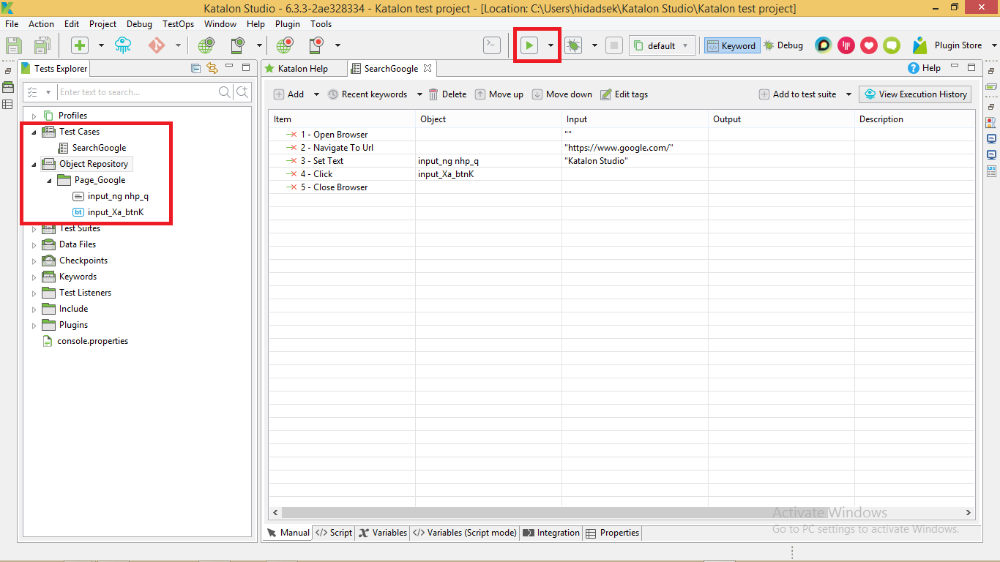 Katalon Studio - 6.3.3-2ae328334 - Katalon test project - [Location: C:\Users\hidadsek\Katalon Studio\Katalon test project]
File Action Edit Project Debug TestOps Window Help Plugin Tools
default Keyword Debug Plugin Store
Tests Explorer
Enter text to search...
Profiles
Test Cases
SearchGoogle
Object Repository
Page_Google
input_ng nhp_q
bt input_Xa_btnK
Test Suites
Data Files
Checkpoints
Keywords
Test Listeners
Include
Plugins
console.properties
Katalon Help SearchGoogle Help
Add Recent keywords Delete Move up Move down Edit tags Add to test suite View Execution History
Item Object Input Output Description
1 - Open Browser ""
2 - Navigate To Url "https://www.google.com/"
3 - Set Text input_ng nhp_q "Katalon Studio"
4 - Click input_Xa_btnK
5 - Close Browser
Manual </> Script Variables </> Variables (Script mode) Integration Properties
Activate Windows
Go to PC settings to activate Windows.